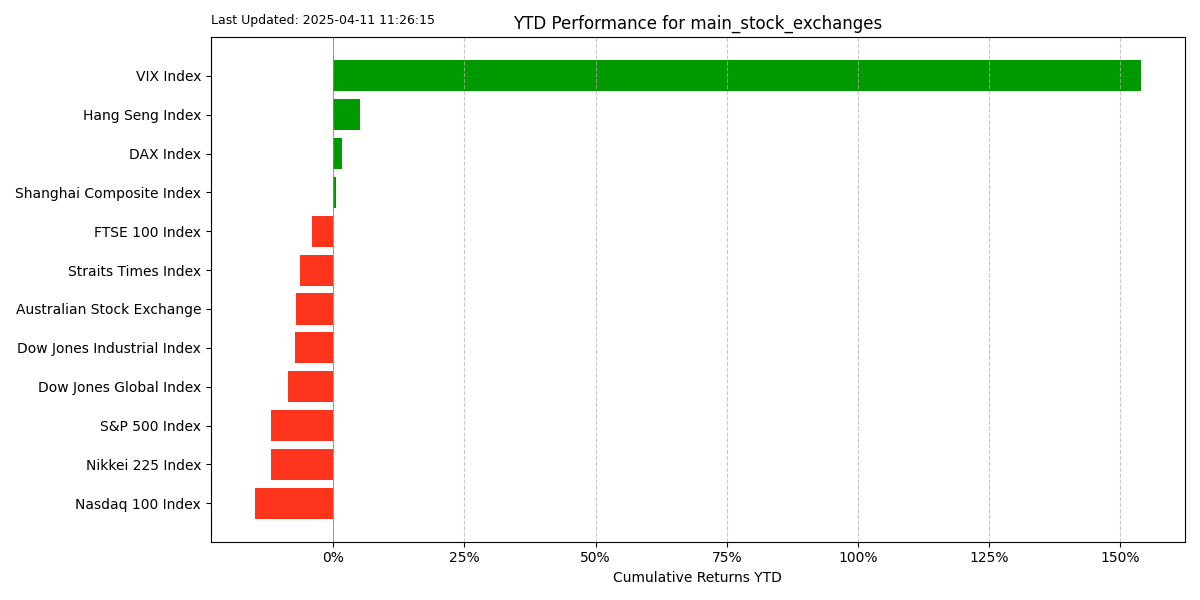 Last Updated: 2025-04-11 11:26:15
YTD Performance for main_stock_exchanges
VIX Index
Hang Seng Index
DAX Index
Shanghai Composite Index
FTSE 100 Index
Straits Times Index
Australian Stock Exchange
Dow Jones Industrial Index
Dow Jones Global Index
S&P 500 Index
Nikkei 225 Index
Nasdaq 100 Index
0% 25% 50% 75% 100% 125% 150%
Cumulative Returns YTD